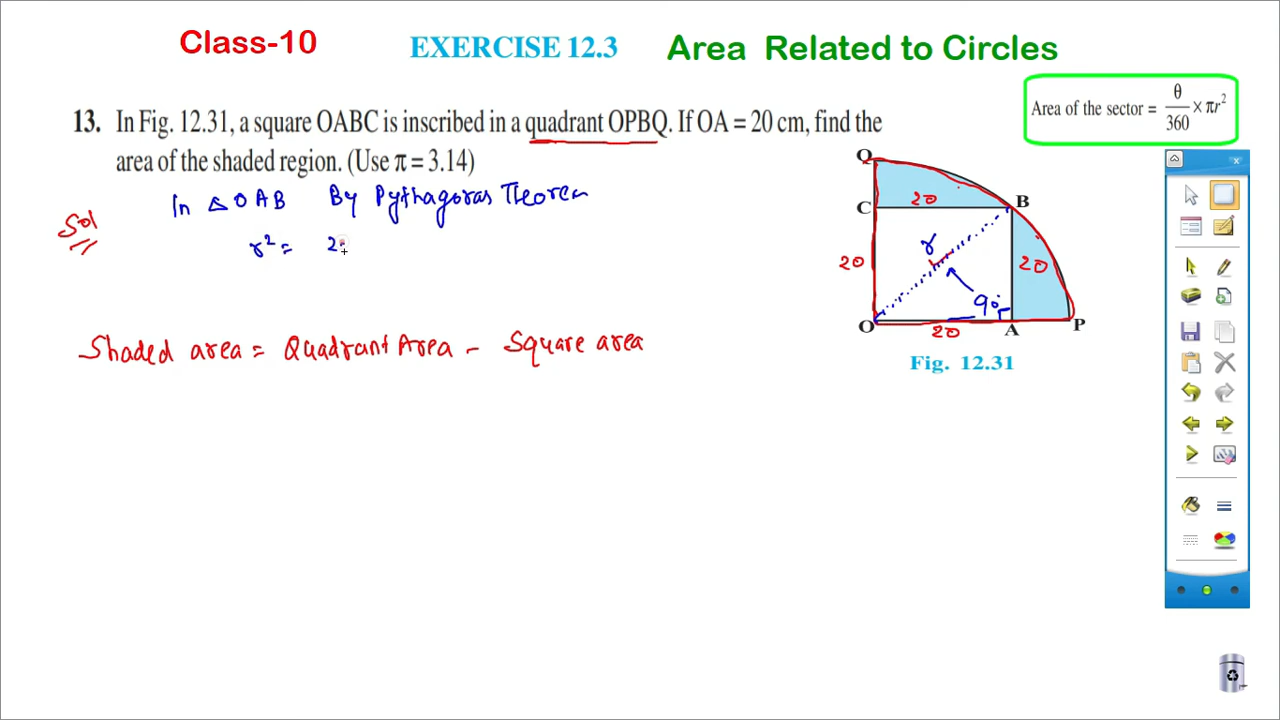 Class-10 EXERCISE 12.3 Area Related to Circles
Area of the sector = θ/360 × πr²
13. In Fig. 12.31, a square OABC is inscribed in a quadrant OPBQ. If OA = 20 cm, find the
area of the shaded region. (Use π = 3.14)
Sol
In △OAB By Pythagoras Theorem
r² =
Shaded area = Quadrant Area - Square area
Q
C 20 B
r
20 20
90°
O 20 A P
Fig. 12.31